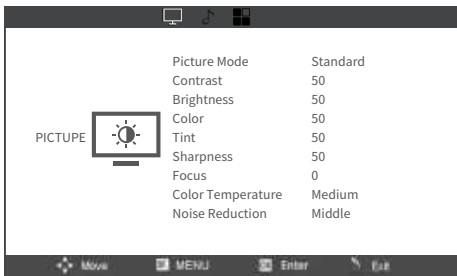 Picture Mode Standard
Contrast 50
Brightness 50
Color 50
PICTUPE Tint 50
Sharpness 50
Focus 0
Color Temperature Medium
Noise Reduction Middle
Move MENU Enter Exit